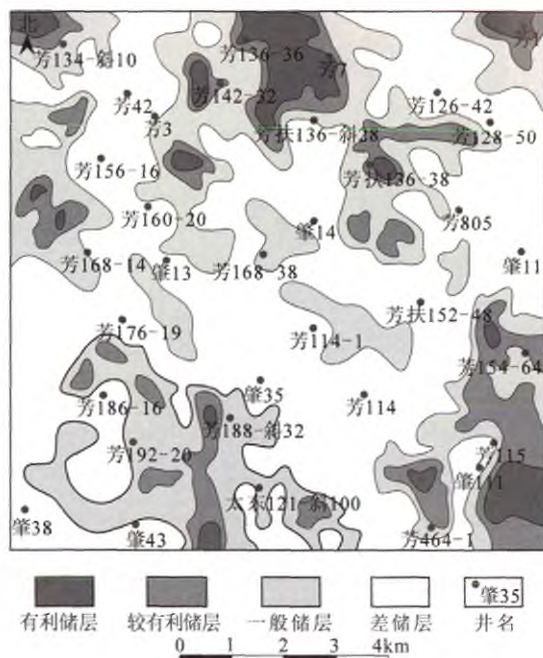 北
芳134-斜10
芳136-36
芳7
芳1
芳42
芳142-32
芳126-42
芳3
芳扶136-斜28
芳128-50
芳156-16
芳扶136-38
芳160-20
芳805
肇14
芳168-14
肇13
芳168-38
肇11
芳扶152-48
芳176-19
芳114-1
芳154-64
肇35
芳186-16
芳114
芳188-斜32
芳192-20
芳115
肇111
太东121-斜100
肇38
肇43
芳464-1
肇35
有利储层 较有利储层 一般储层 差储层 井名
0 1 2 3 4km